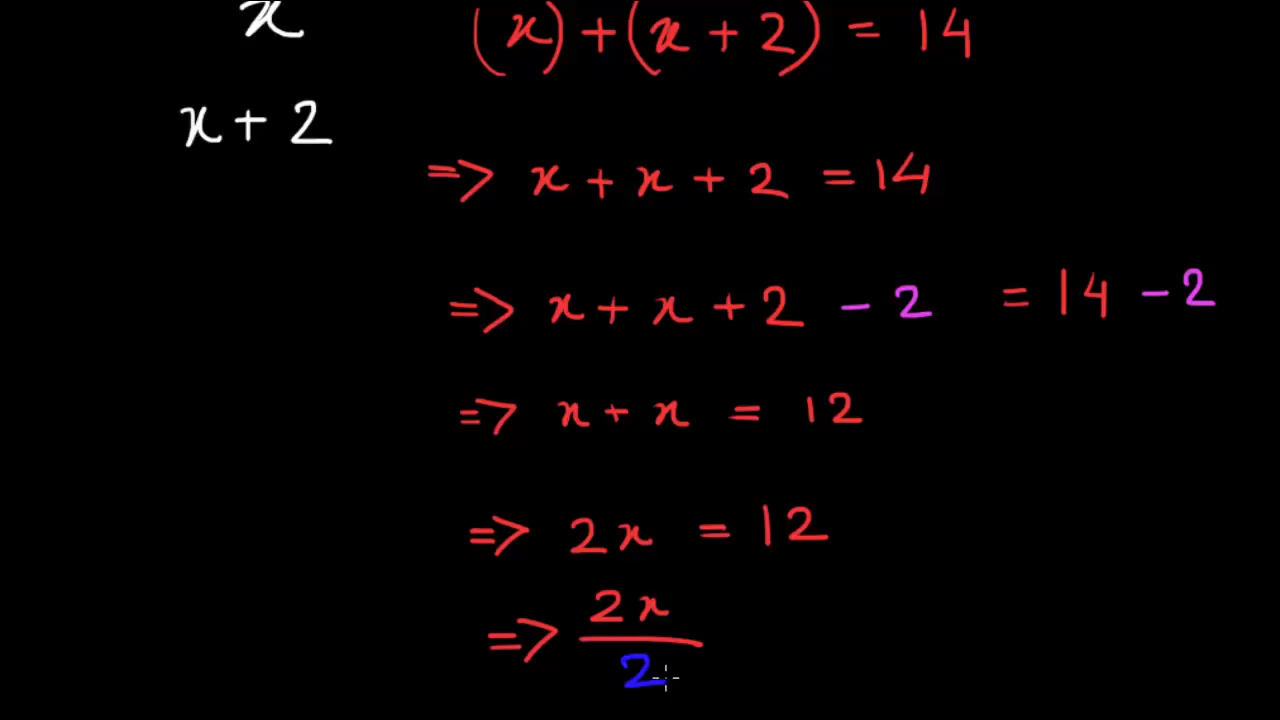 x (x) + (x + 2) = 14
x + 2
=> x + x + 2 = 14
=> x + x + 2 - 2 = 14 - 2
=> x + x = 12
=> 2x = 12
=> 2x
2